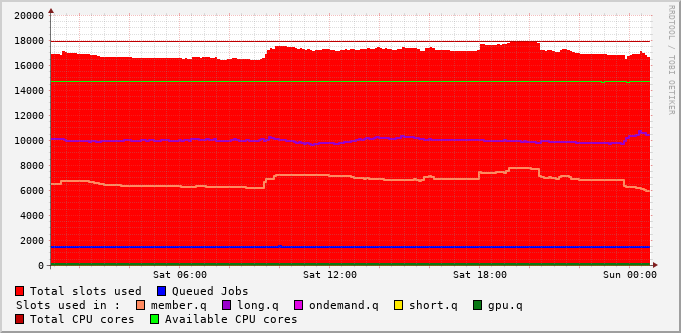 RRDTOOL / TOBI OETIKER
20000
18000
16000
14000
12000
10000
8000
6000
4000
2000
0
Sat 06:00 Sat 12:00 Sat 18:00 Sun 00:00
Total slots used Queued Jobs
Slots used in : member.q long.q ondemand.q short.q gpu.q
Total CPU cores Available CPU cores